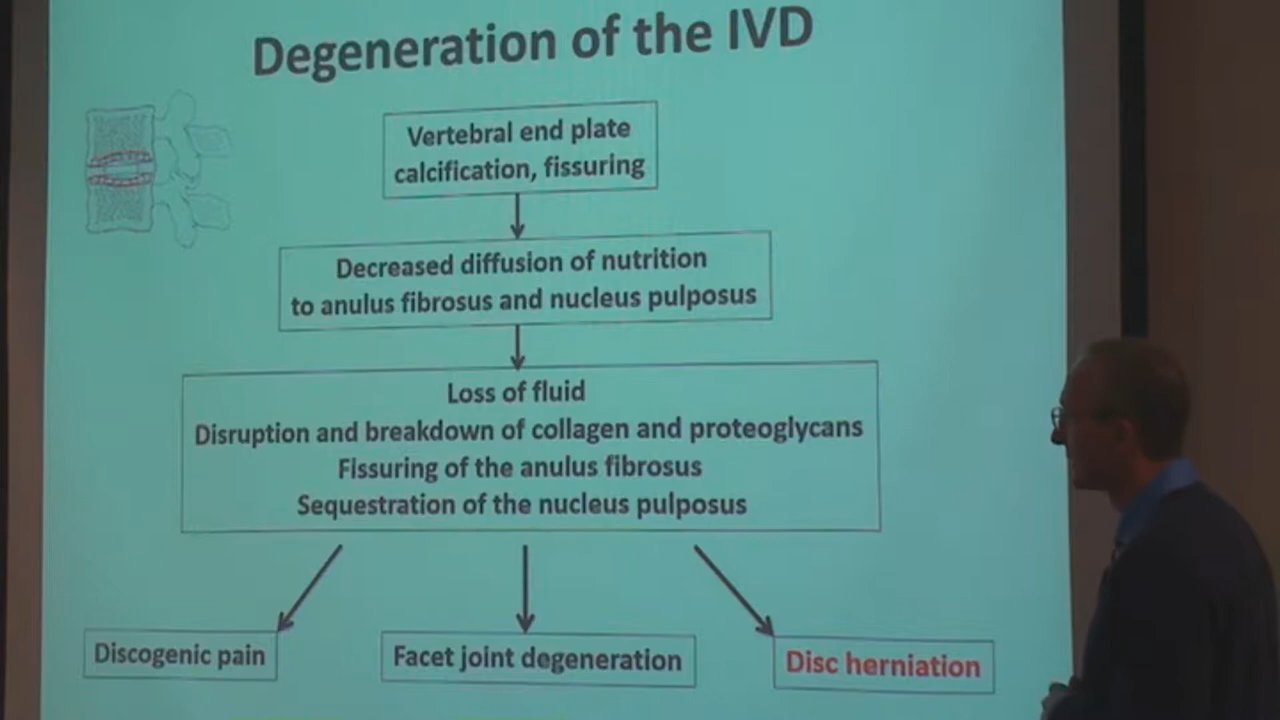 Degeneration of the IVD
Vertebral end plate
calcification, fissuring
Decreased diffusion of nutrition
to anulus fibrosus and nucleus pulposus
Loss of fluid
Disruption and breakdown of collagen and proteoglycans
Fissuring of the anulus fibrosus
Sequestration of the nucleus pulposus
Discogenic pain
Facet joint degeneration
Disc herniation